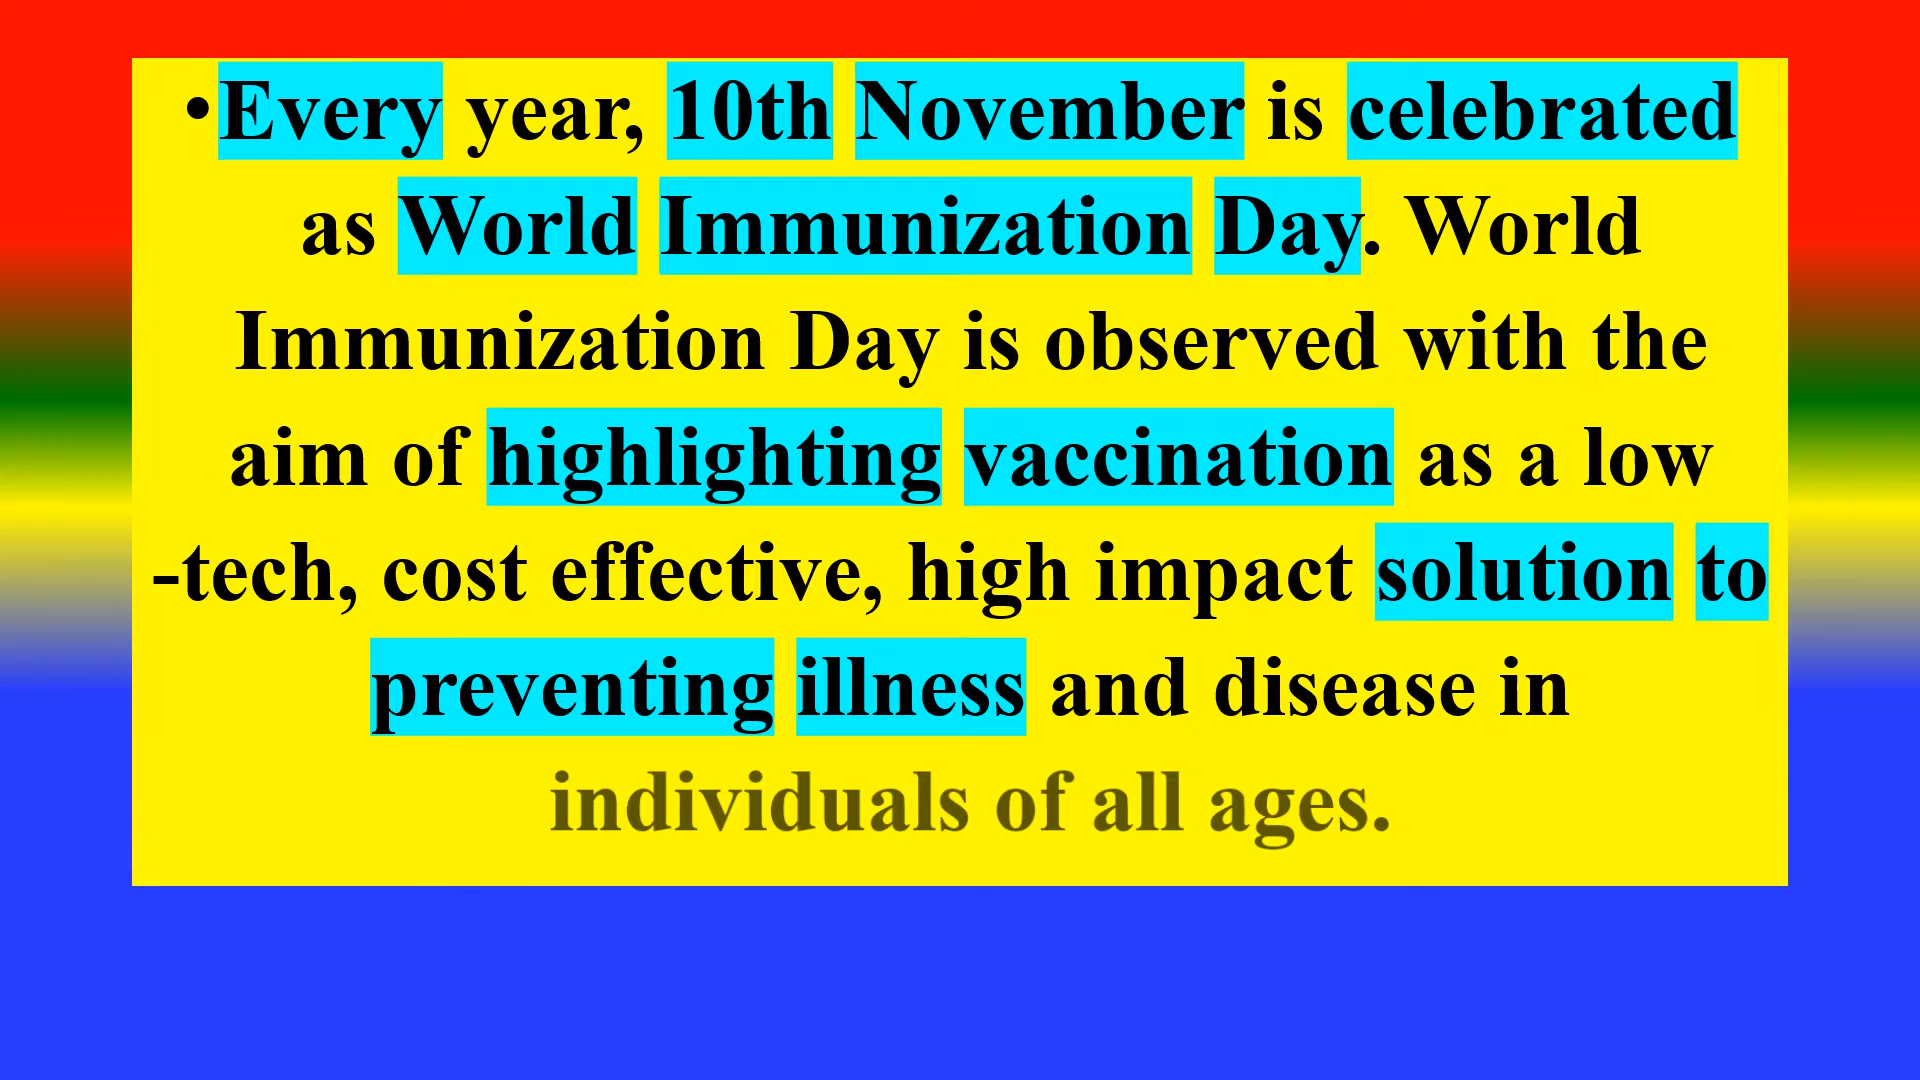 •Every year, 10th November is celebrated
as World Immunization Day. World
Immunization Day is observed with the
aim of highlighting vaccination as a low
-tech, cost effective, high impact solution to
preventing illness and disease in
individuals of all ages.